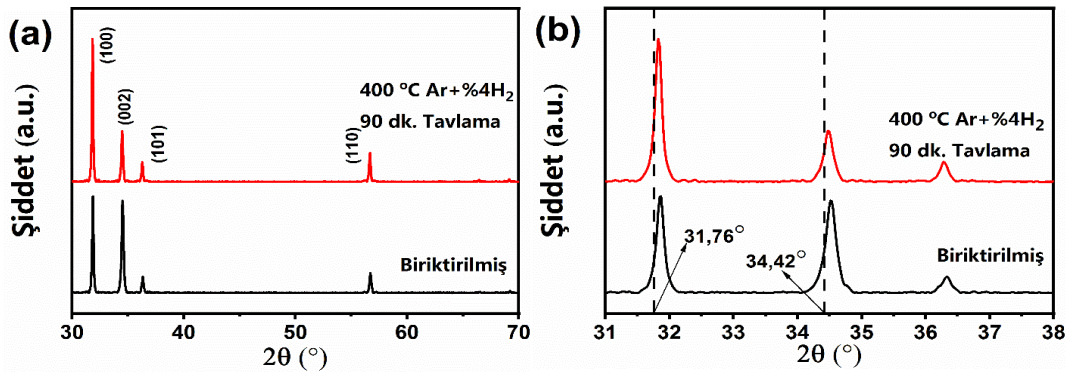 (a)
Şiddet (a.u.)
(100)
(002)
(101)
(110)
400 °C Ar+%4H₂
90 dk. Tavlama
Biriktirilmiş
30 40 50 60 70
2θ (°)
(b)
Şiddet (a.u.)
400 °C Ar+%4H₂
90 dk. Tavlama
31,76°
34,42°
Biriktirilmiş
31 32 33 34 35 36 37 38
2θ (°)